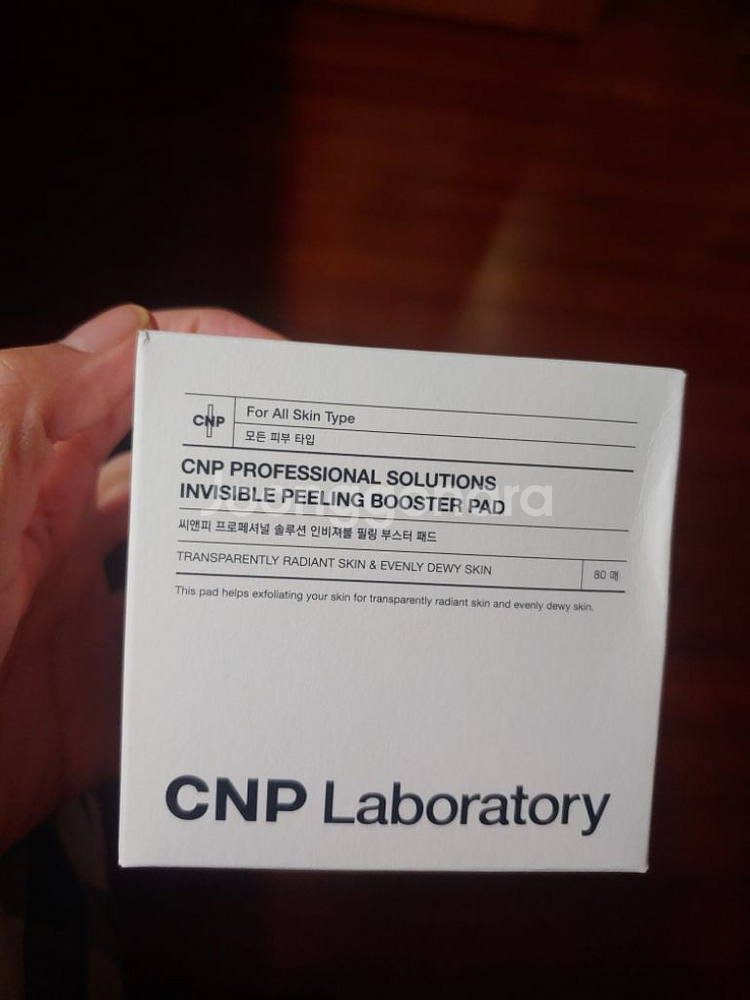 CNP
For All Skin Type
모든 피부 타입
CNP PROFESSIONAL SOLUTIONS
INVISIBLE PEELING BOOSTER PAD
Joonggonara
씨앤피 프로페셔널 솔루션 인비져블 필링 부스터 패드
TRANSPARENTLY RADIANT SKIN & EVENLY DEWY SKIN
80 매
This pad helps exfoliating your skin for transparently radiant skin and evenly dewy skin.
CNP Laboratory